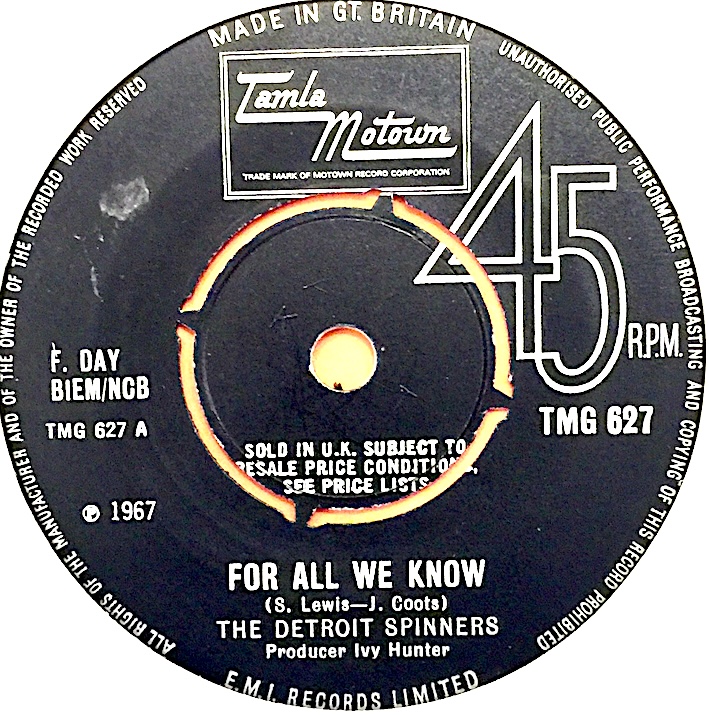 MADE IN GT. BRITAIN
UNAUTHORISED PUBLIC PERFORMANCE BROADCASTING AND COPYING OF THIS RECORD PROHIBITED
ALL RIGHTS OF THE MANUFACTURER AND OF THE OWNER OF THE RECORDED WORK RESERVED
Tamla
Motown
TRADE MARK OF MOTOWN RECORD CORPORATION
45
R.P.M.
F. DAY
BIEM/NCB
TMG 627 A
TMG 627
SOLD IN U.K. SUBJECT TO
RESALE PRICE CONDITIONS,
SEE PRICE LISTS
℗ 1967
FOR ALL WE KNOW
(S. Lewis—J. Coots)
THE DETROIT SPINNERS
Producer Ivy Hunter
E.M.I. RECORDS LIMITED